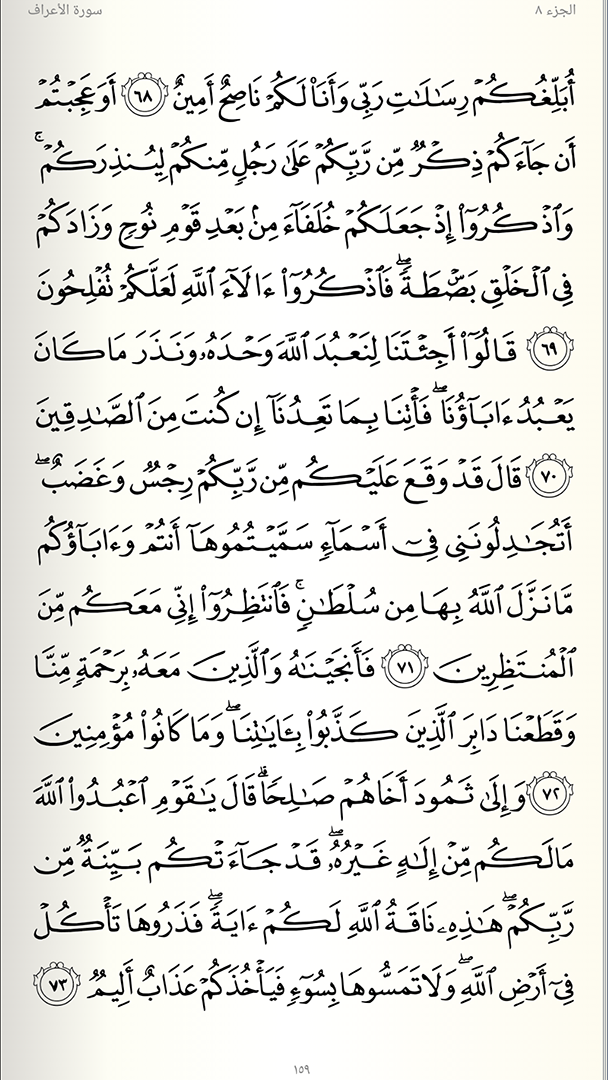 الجزء ٨
سورة الأعراف
أُبَلِّغُكُمْ رِسَٰلَٰتِ رَبِّى وَأَنَا۠ لَكُمْ نَاصِحٌ أَمِينٌ ٦٨ أَوَعَجِبْتُمْ
أَن جَآءَكُمْ ذِكْرٌ مِّن رَّبِّكُمْ عَلَىٰ رَجُلٍ مِّنكُمْ لِيُنذِرَكُمْ ۚ
وَٱذْكُرُوٓا۟ إِذْ جَعَلَكُمْ خُلَفَآءَ مِنۢ بَعْدِ قَوْمِ نُوحٍ وَزَادَكُمْ
فِى ٱلْخَلْقِ بَصْۜطَةً ۖ فَٱذْكُرُوٓا۟ ءَالَآءَ ٱللَّهِ لَعَلَّكُمْ تُفْلِحُونَ
٦٩ قَالُوٓا۟ أَجِئْتَنَا لِنَعْبُدَ ٱللَّهَ وَحْدَهُۥ وَنَذَرَ مَا كَانَ
يَعْبُدُ ءَابَآؤُنَا ۖ فَأْتِنَا بِمَا تَعِدُنَآ إِن كُنتَ مِنَ ٱلصَّٰدِقِينَ
٧٠ قَالَ قَدْ وَقَعَ عَلَيْكُم مِّن رَّبِّكُمْ رِجْسٌ وَغَضَبٌ ۖ
أَتُجَٰدِلُونَنِى فِىٓ أَسْمَآءٍ سَمَّيْتُمُوهَآ أَنتُمْ وَءَابَآؤُكُم
مَّا نَزَّلَ ٱللَّهُ بِهَا مِن سُلْطَٰنٍ ۚ فَٱنتَظِرُوٓا۟ إِنِّى مَعَكُم مِّنَ
ٱلْمُنتَظِرِينَ ٧١ فَأَنجَيْنَٰهُ وَٱلَّذِينَ مَعَهُۥ بِرَحْمَةٍ مِّنَّا
وَقَطَعْنَا دَابِرَ ٱلَّذِينَ كَذَّبُوا۟ بِـَٔايَٰتِنَا ۖ وَمَا كَانُوا۟ مُؤْمِنِينَ
٧٢ وَإِلَىٰ ثَمُودَ أَخَاهُمْ صَٰلِحًا ۗ قَالَ يَٰقَوْمِ ٱعْبُدُوا۟ ٱللَّهَ
مَا لَكُم مِّنْ إِلَٰهٍ غَيْرُهُۥ ۖ قَدْ جَآءَتْكُم بَيِّنَةٌ مِّن
رَّبِّكُمْ ۖ هَٰذِهِۦ نَاقَةُ ٱللَّهِ لَكُمْ ءَايَةً ۖ فَذَرُوهَا تَأْكُلْ
فِىٓ أَرْضِ ٱللَّهِ ۖ وَلَا تَمَسُّوهَا بِسُوٓءٍ فَيَأْخُذَكُمْ عَذَابٌ أَلِيمٌ ٧٣
١٥٩